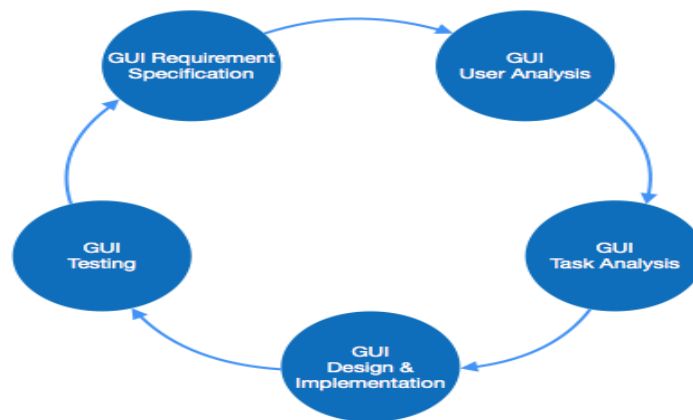 GUI Requirement
Specification
GUI
User Analysis
GUI
Task Analysis
GUI
Design &
Implementation
GUI
Testing